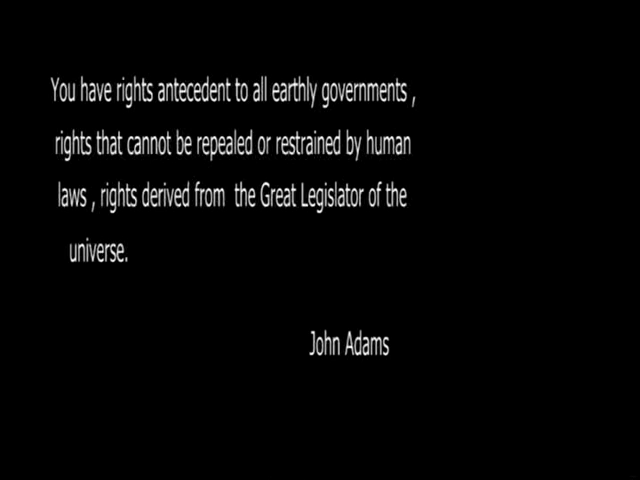 You have rights antecedent to all earthly governments ,
rights that cannot be repealed or restrained by human
laws , rights derived from the Great Legislator of the
universe.
John Adams